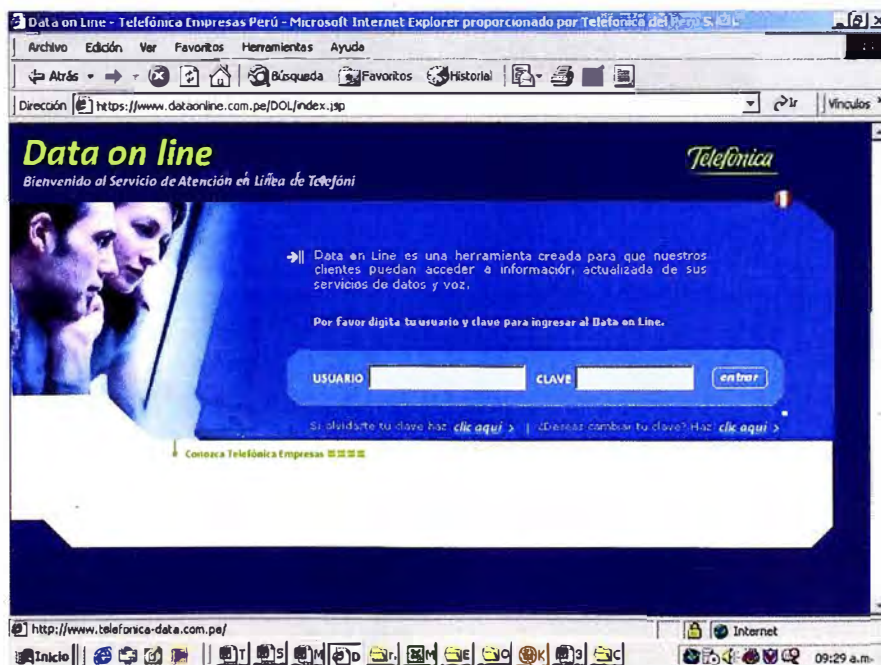 Data on Line - Telefónica Empresas Perú - Microsoft Internet Explorer proporcionado por Telefónica del Perú S.A.
Archivo Edición Ver Favoritos Herramientas Ayuda
Atrás Búsqueda Favoritos Historial
Dirección https://www.dataonline.com.pe/DOL/index.jsp Ir Vínculos
Data on line
Telefónica
Bienvenido al Servicio de Atención en Línea de Telefóni
Data on Line es una herramienta creada para que nuestros
clientes puedan acceder a información actualizada de sus
servicios de datos y voz.
Por favor digita tu usuario y clave para ingresar al Data on Line.
USUARIO CLAVE entrar
Si olvidaste tu clave haz clic aquí > | ¿Deseas cambiar tu clave? Haz clic aquí >
Conozca Telefónica Empresas
http://www.telefonica-data.com.pe/ Internet
Inicio T S M D r. M E O K 3 C 09:29 a.m.